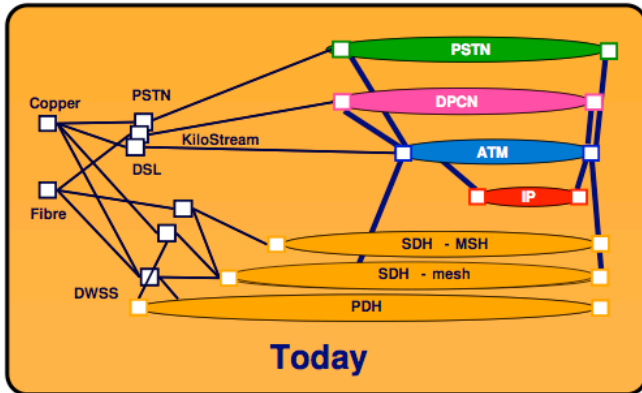 PSTN
PSTN
Copper
DPCN
KiloStream
ATM
DSL
IP
Fibre
SDH - MSH
SDH - mesh
DWSS
PDH
Today